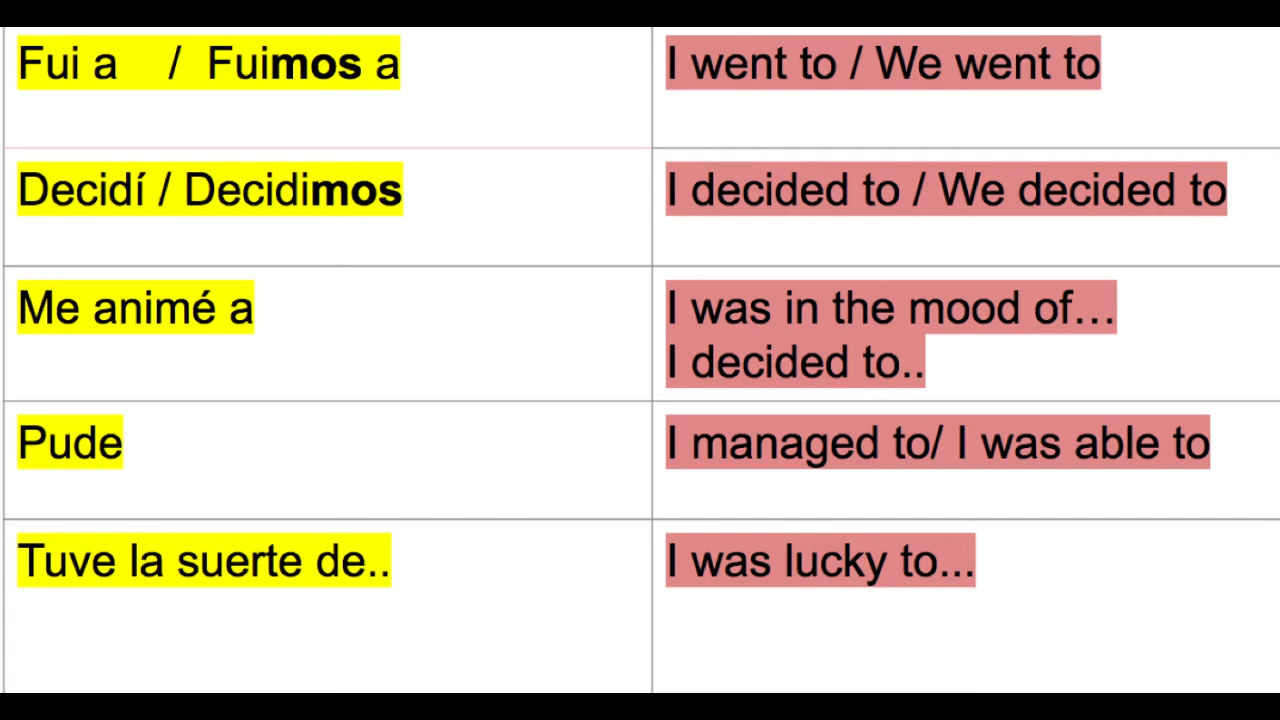 Fui a / Fuimos a
I went to / We went to
Decidí / Decidimos
I decided to / We decided to
Me animé a
I was in the mood of…
I decided to..
Pude
I managed to/ I was able to
Tuve la suerte de..
I was lucky to...